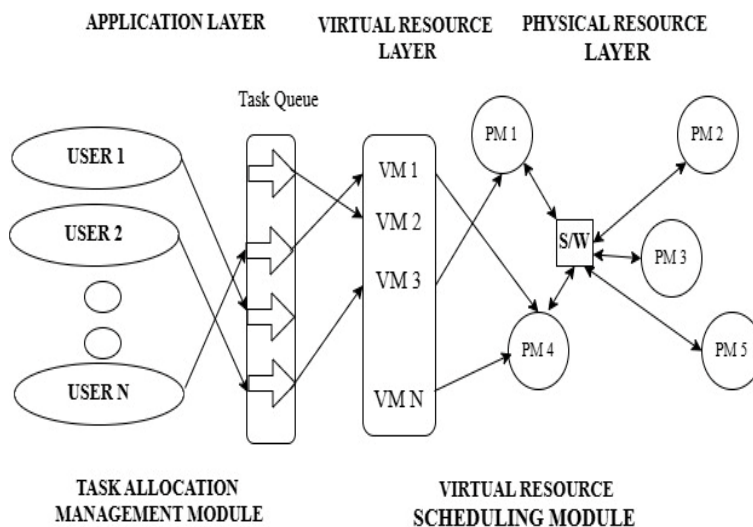 APPLICATION LAYER
VIRTUAL RESOURCE
LAYER
PHYSICAL RESOURCE
LAYER
Task Queue
USER 1
USER 2
USER N
VM 1
VM 2
VM 3
VM N
PM 1
PM 2
S/W
PM 3
PM 4
PM 5
TASK ALLOCATION
MANAGEMENT MODULE
VIRTUAL RESOURCE
SCHEDULING MODULE